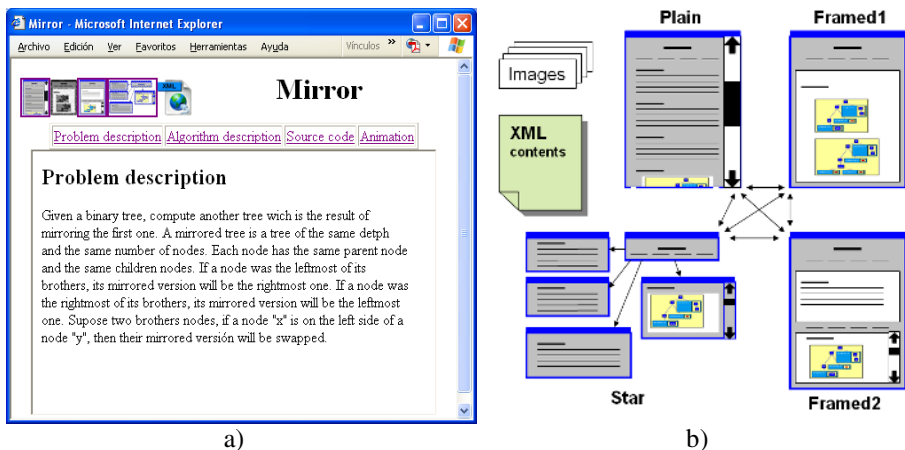 Mirror - Microsoft Internet Explorer
Archivo Edición Ver Favoritos Herramientas Ayuda Vínculos »
XML
Mirror
Problem description Algorithm description Source code Animation
Problem description
Given a binary tree, compute another tree wich is the result of
mirroring the first one. A mirrored tree is a tree of the same detph
and the same number of nodes. Each node has the same parent node
and the same children nodes. If a node was the leftmost of its
brothers, its mirrored version will be the rightmost one. If a node was
the rightmost of its brothers, its mirrored version will be the leftmost
one. Supose two brothers nodes, if a node "x" is on the left side of a
node "y", then their mirrored versión will be swapped.
a)
Plain
Framed1
Images
XML
contents
Star
Framed2
b)